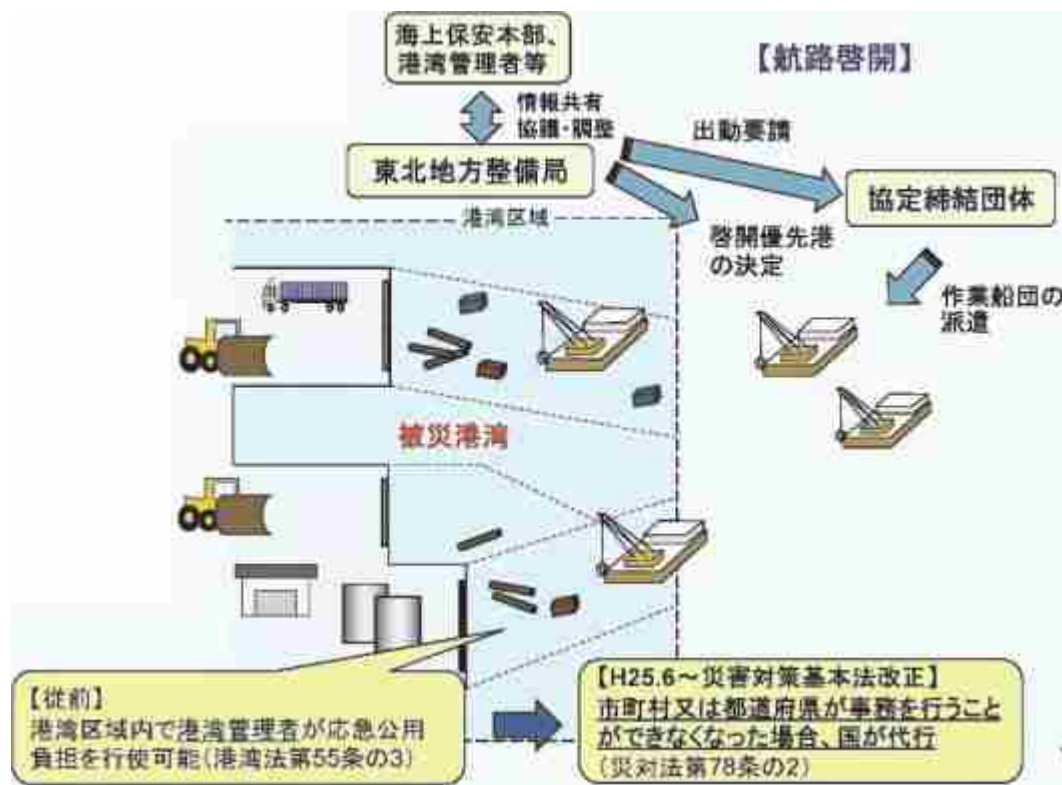 海上保安本部、
港湾管理者等
【航路啓開】
情報共有
協議・調整
出動要請
東北地方整備局
協定締結団体
港湾区域
啓開優先港
の決定
作業船団の
派遣
被災港湾
【従前】
港湾区域内で港湾管理者が応急公用
負担を行使可能(港湾法第55条の3)
【H25.6~災害対策基本法改正】
市町村又は都道府県が事務を行うこと
ができなくなった場合、国が代行
(災対法第78条の2)